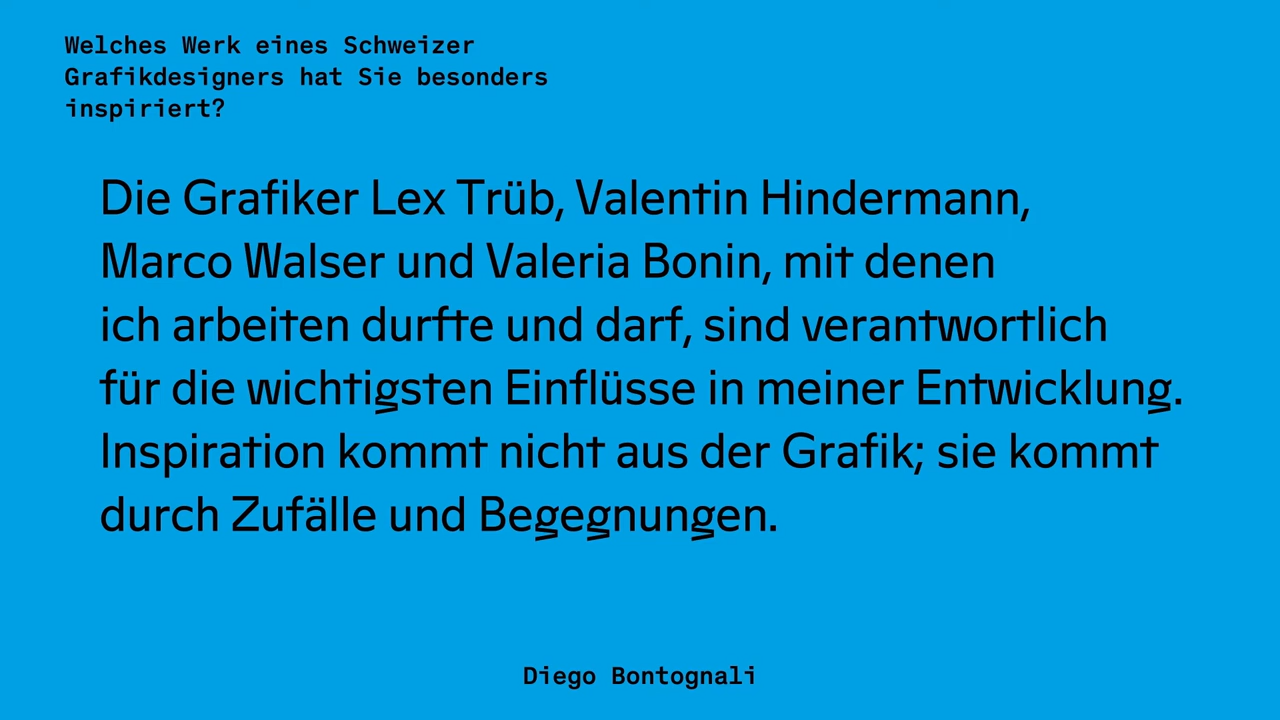 Welches Werk eines Schweizer
Grafikdesigners hat Sie besonders
inspiriert?
Die Grafiker Lex Trüb, Valentin Hindermann,
Marco Walser und Valeria Bonin, mit denen
ich arbeiten durfte und darf, sind verantwortlich
für die wichtigsten Einflüsse in meiner Entwicklung.
Inspiration kommt nicht aus der Grafik; sie kommt
durch Zufälle und Begegnungen.
Diego Bontognali